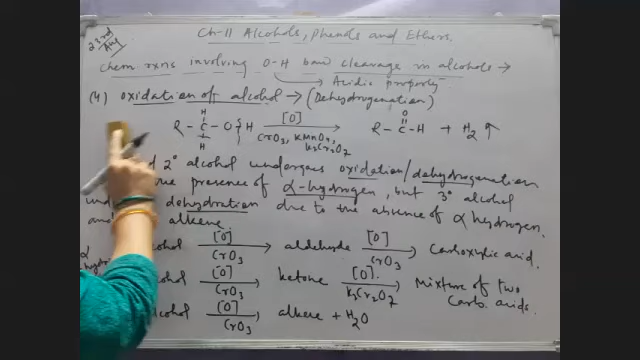 23rd Aug
Ch-11 Alcohols, Phenols and Ethers.
Chem rxns involving O-H bond cleavage in alcohols →
Acidic property
(4) oxidation of alcohol → (Dehydrogenation)
H O
R - C - O H [O] R - C - H + H2 ↑
H CrO3, KMnO4, K2Cr2O7
2° alcohol undergoes oxidation / dehydrogenation
presence of α-hydrogen, but 3° alcohol
dehydration due to the absence of α hydrogen.
alkene
[O] CrO3 aldehyde [O] CrO3 Carboxylic acid.
[O] CrO3 ketone [O] K2Cr2O7 Mixture of two Carb. acids.
[O] CrO3 alkene + H2O